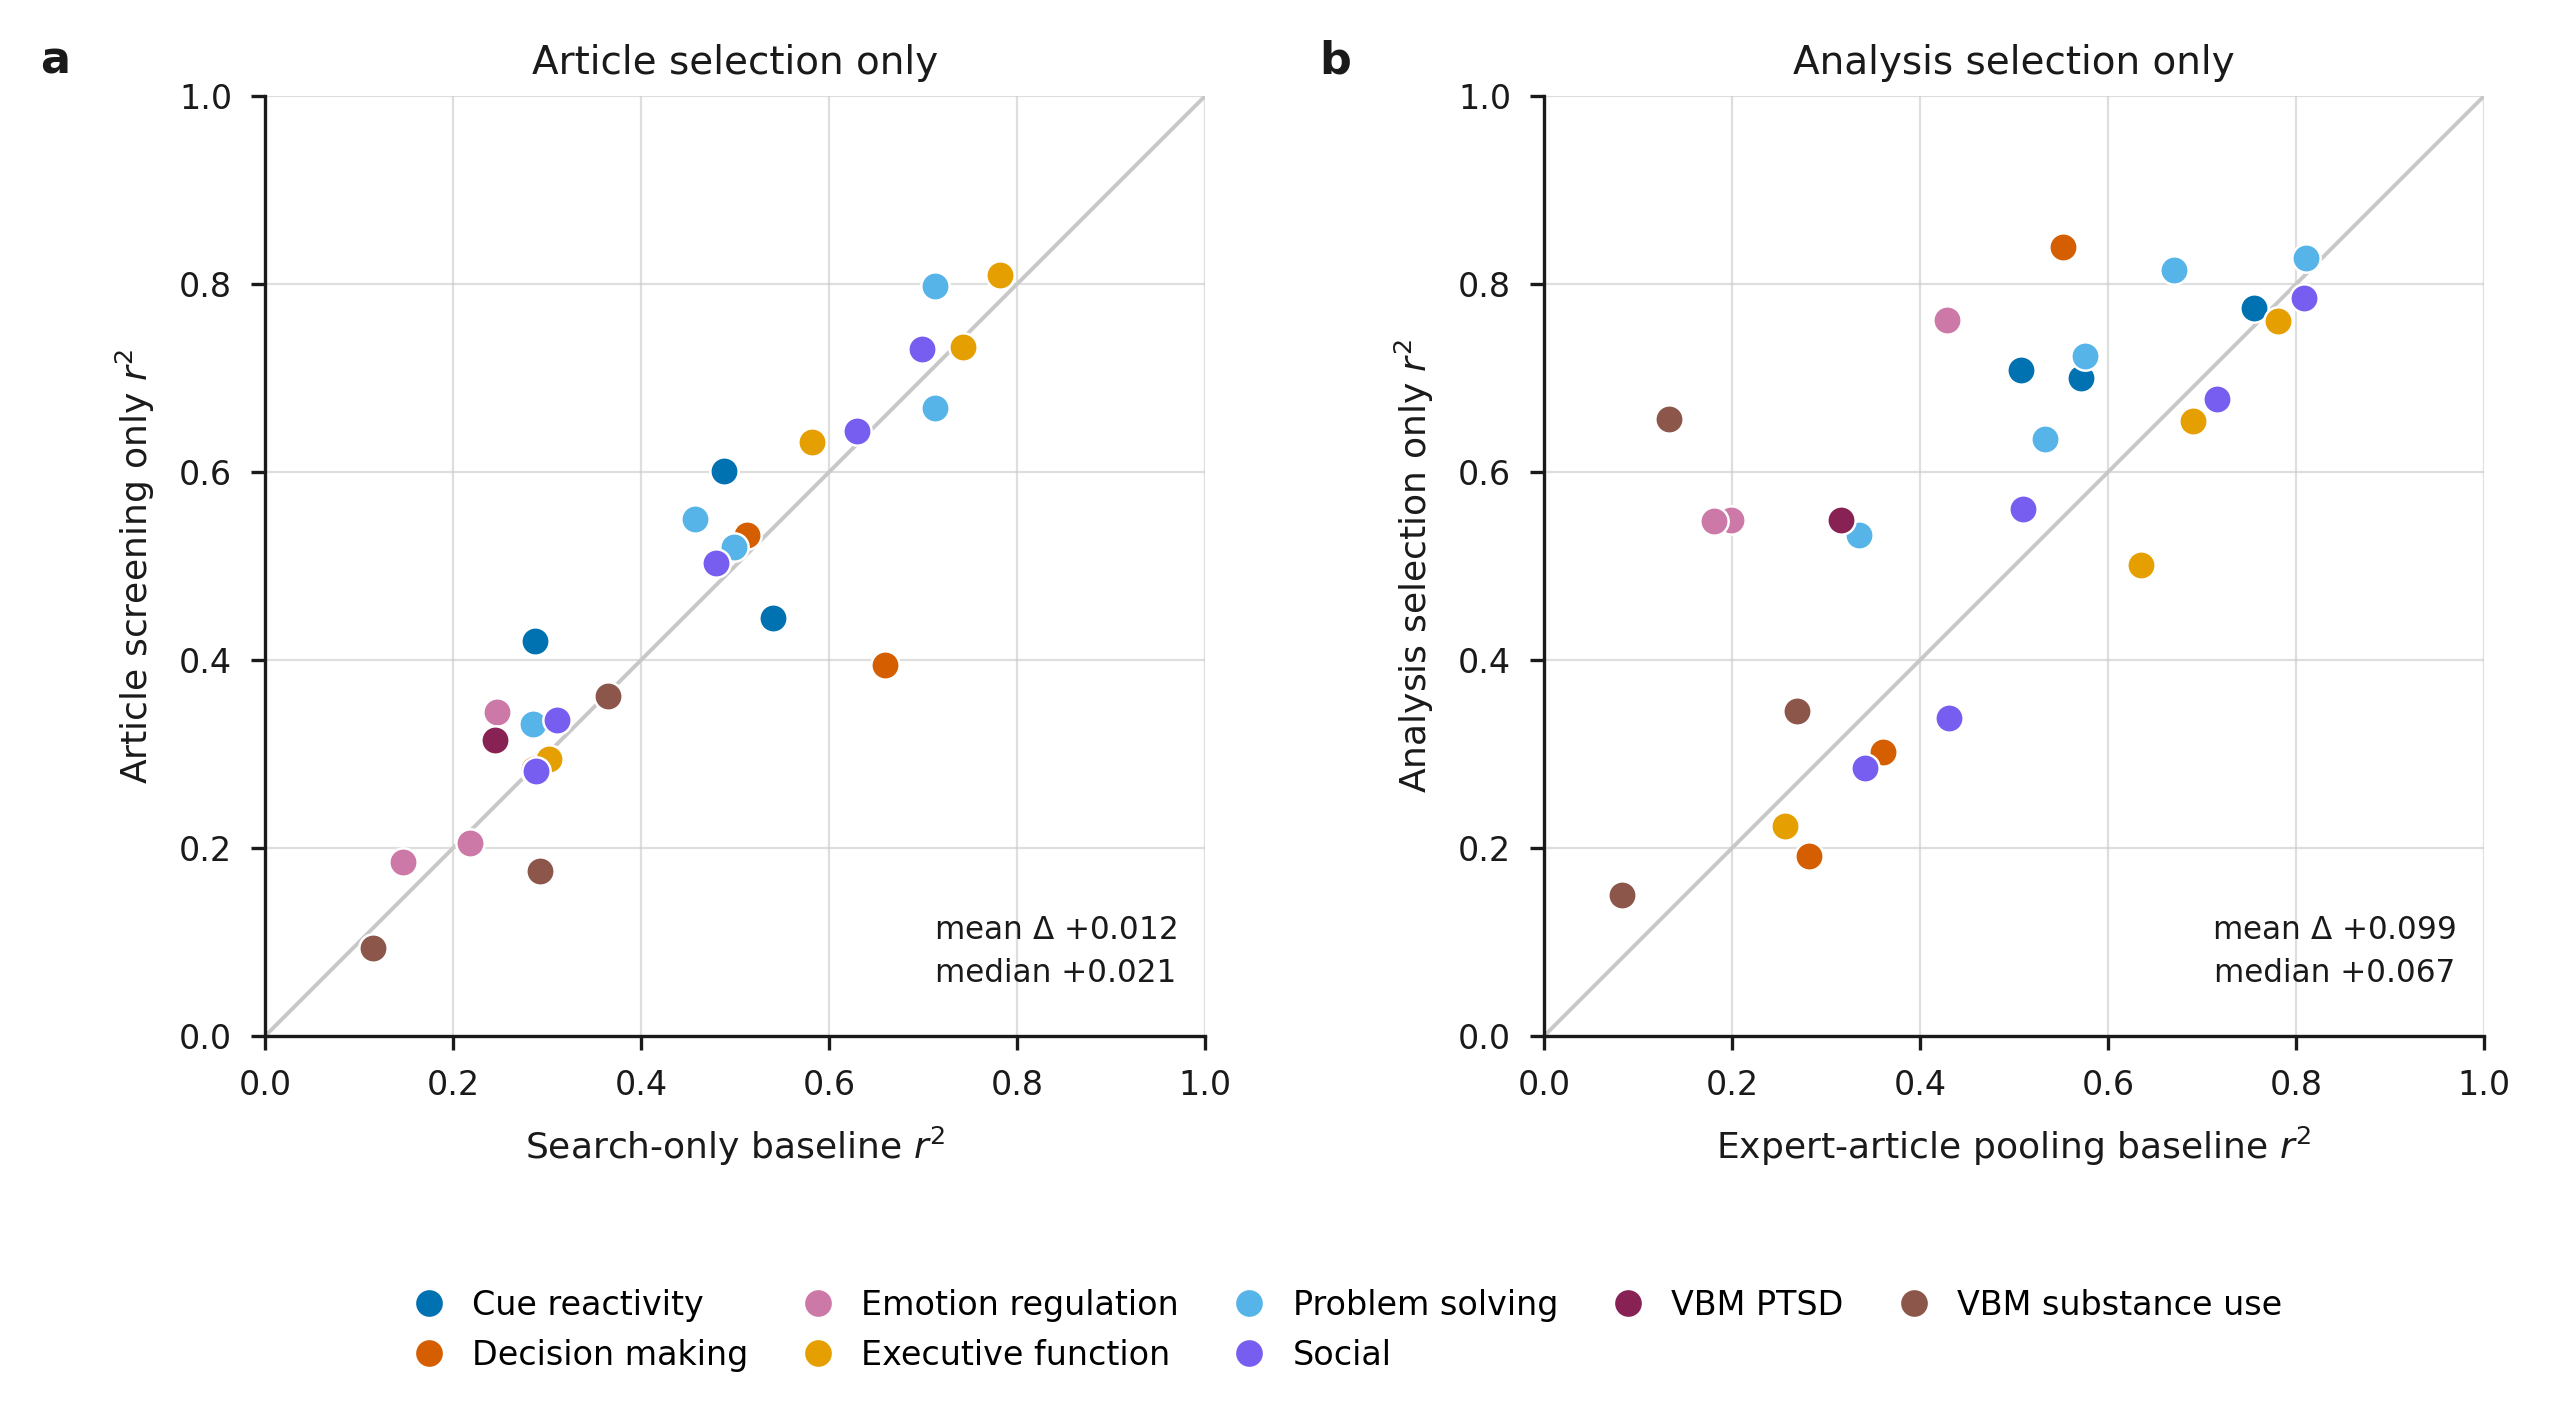 a
Article selection only
1.0
0.8
0.6
0.4
0.2
0.0
Article screening only r²
0.0 0.2 0.4 0.6 0.8 1.0
Search-only baseline r²
mean Δ +0.012
median +0.021
b
Analysis selection only
1.0
0.8
0.6
0.4
0.2
0.0
Analysis selection only r²
0.0 0.2 0.4 0.6 0.8 1.0
Expert-article pooling baseline r²
mean Δ +0.099
median +0.067
Cue reactivity Emotion regulation Problem solving VBM PTSD VBM substance use
Decision making Executive function Social